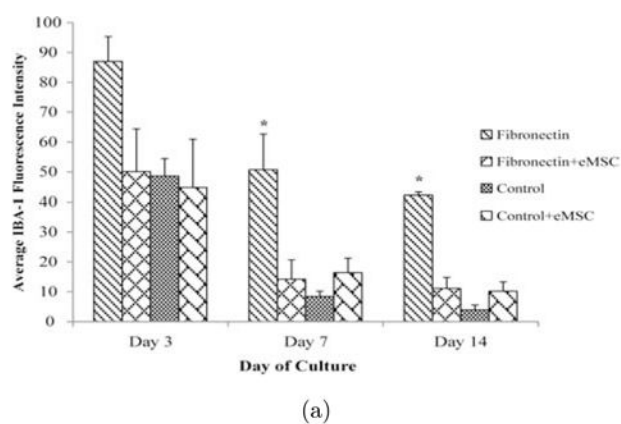 100
90
80
70
60
50
40
30
20
10
0
Average IBA-1 Fluorescence Intensity
*
*
Fibronectin
Fibronectin+eMSC
Control
Control+eMSC
Day 3
Day 7
Day 14
Day of Culture
(a)